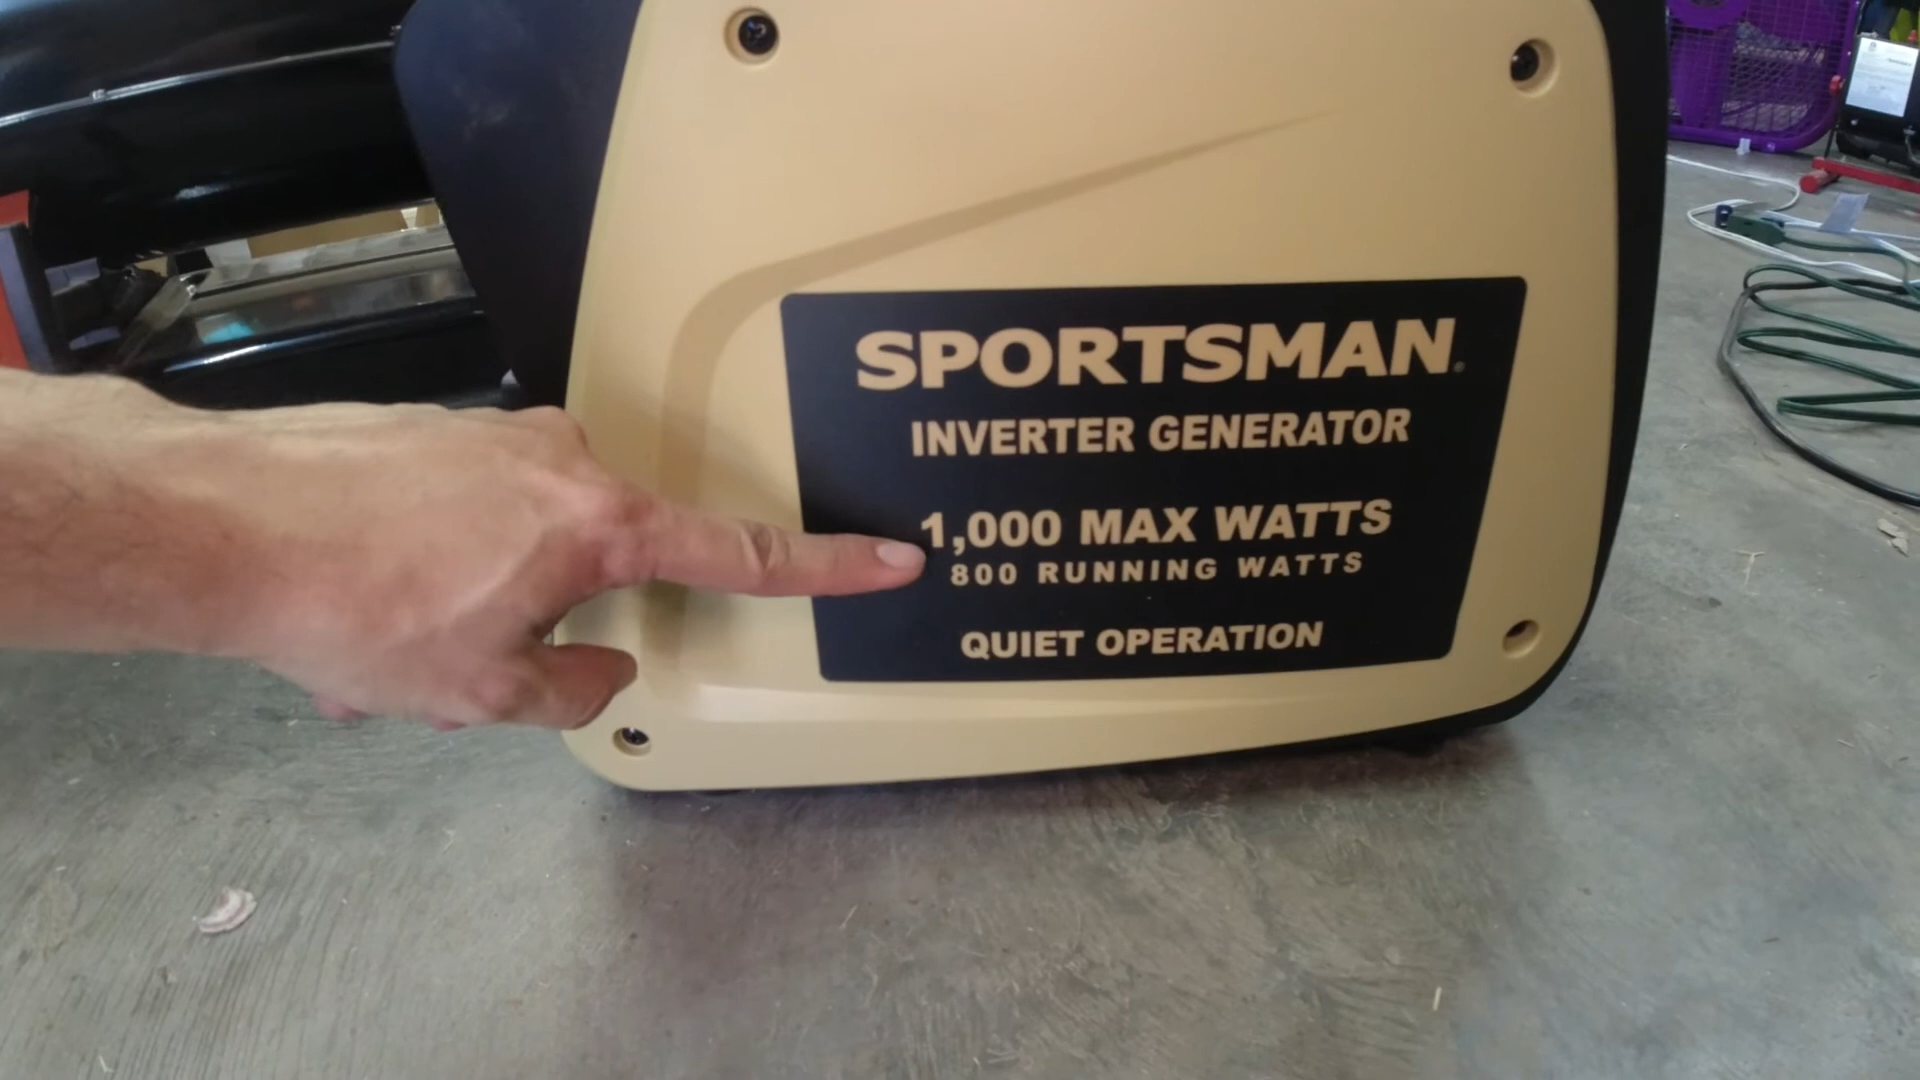 SPORTSMAN®
INVERTER GENERATOR
1,000 MAX WATTS
800 RUNNING WATTS
QUIET OPERATION